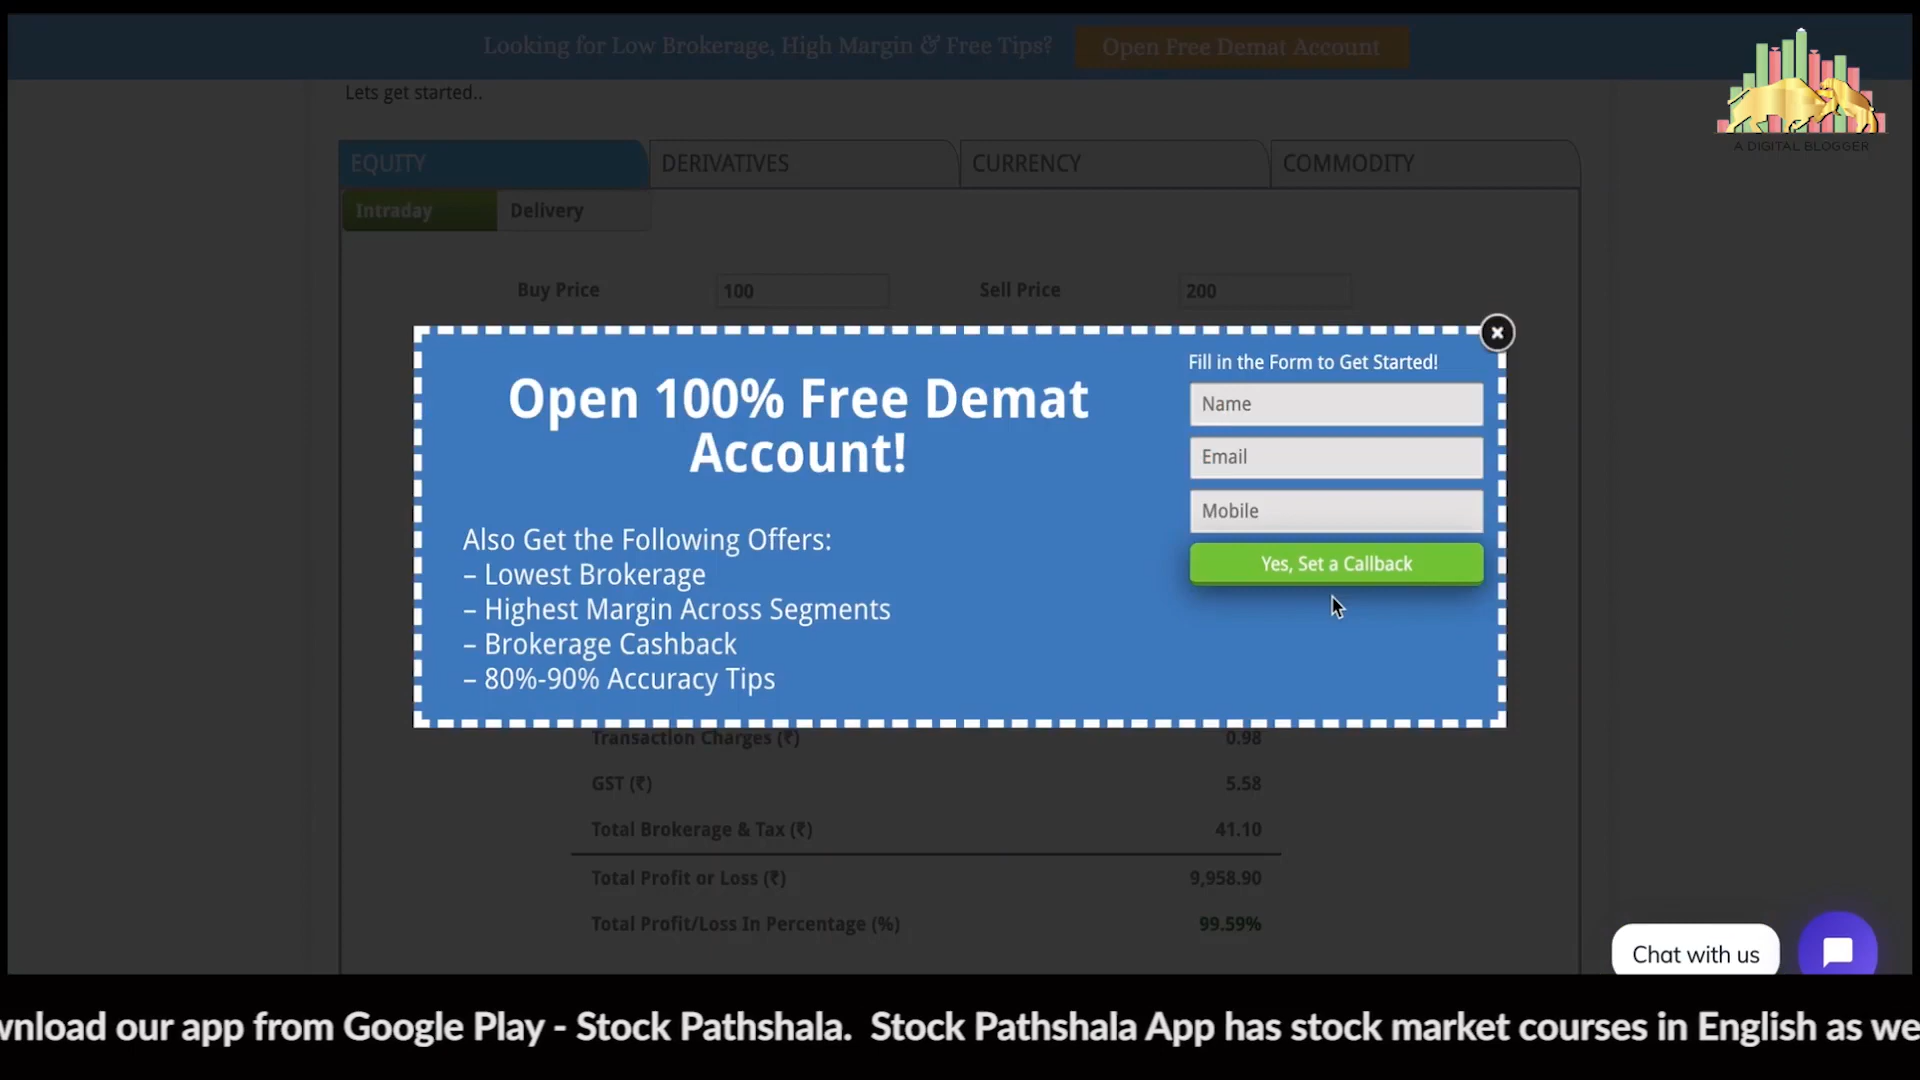 Looking for Low Brokerage, High Margin & Free Tips? Open Free Demat Account
A DIGITAL BLOGGER
Lets get started..
EQUITY DERIVATIVES CURRENCY COMMODITY
Intraday Delivery
Buy Price 100 Sell Price 200
Open 100% Free Demat
Account!
Also Get the Following Offers:
– Lowest Brokerage
– Highest Margin Across Segments
– Brokerage Cashback
– 80%-90% Accuracy Tips
Fill in the Form to Get Started!
Name
Email
Mobile
Yes, Set a Callback
Transaction Charges (₹) 0.98
GST (₹) 5.58
Total Brokerage & Tax (₹) 41.10
Total Profit or Loss (₹) 9,958.90
Total Profit/Loss In Percentage (%) 99.59%
Chat with us
wnload our app from Google Play - Stock Pathshala. Stock Pathshala App has stock market courses in English as we